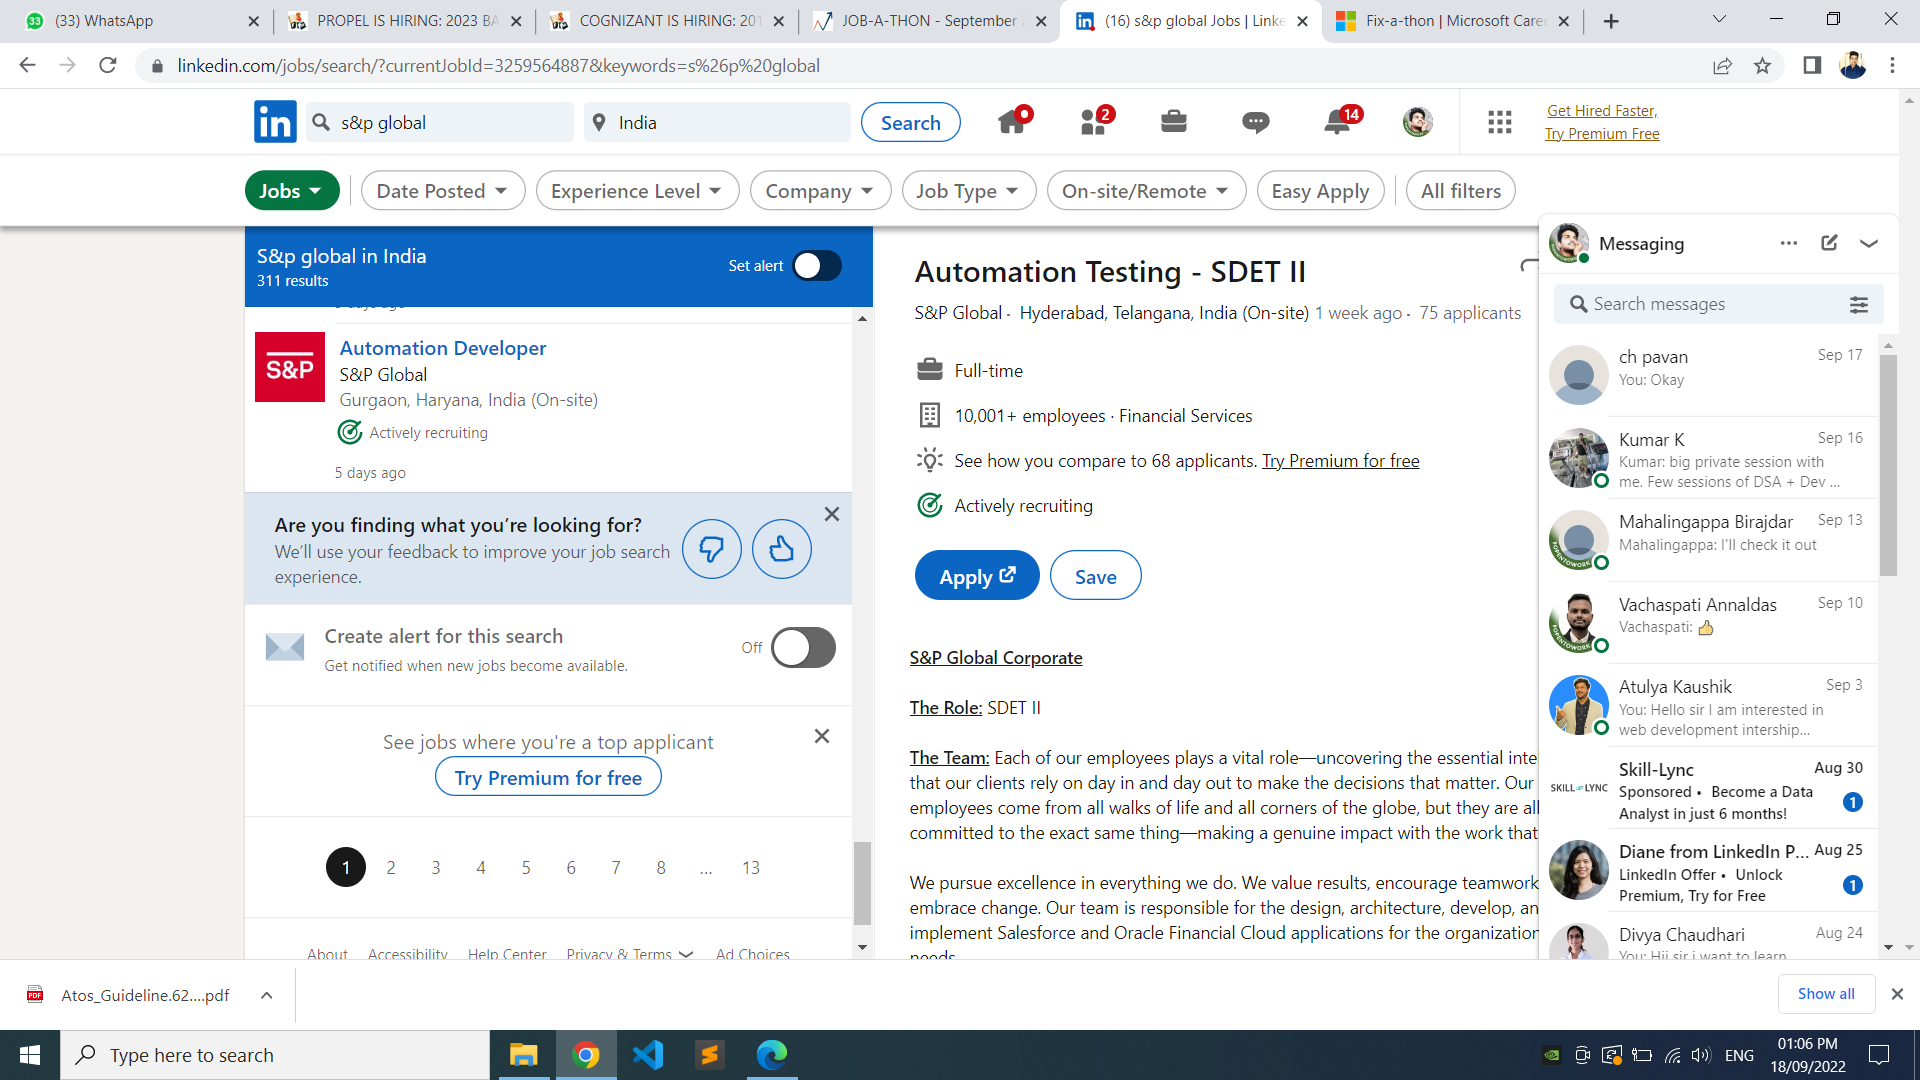 (33) WhatsApp
PROPEL IS HIRING: 2023 BA
COGNIZANT IS HIRING: 201
JOB-A-THON - September 2
(16) s&p global Jobs | Linke
Fix-a-thon | Microsoft Caree
linkedin.com/jobs/search/?currentJobId=3259564887&keywords=s%26p%20global
in
s&p global
India
Search
2
14
Get Hired Faster,
Try Premium Free
Jobs
Date Posted
Experience Level
Company
Job Type
On-site/Remote
Easy Apply
All filters
S&p global in India
311 results
Set alert
S&P
Automation Developer
S&P Global
Gurgaon, Haryana, India (On-site)
Actively recruiting
5 days ago
Are you finding what you’re looking for?
We’ll use your feedback to improve your job search
experience.
Create alert for this search
Get notified when new jobs become available.
Off
See jobs where you're a top applicant
Try Premium for free
1 2 3 4 5 6 7 8 ... 13
About Accessibility Help Center Privacy & Terms Ad Choices
Automation Testing - SDET II
S&P Global · Hyderabad, Telangana, India (On-site) 1 week ago · 75 applicants
Full-time
10,001+ employees · Financial Services
See how you compare to 68 applicants. Try Premium for free
Actively recruiting
Apply
Save
S&P Global Corporate
The Role: SDET II
The Team: Each of our employees plays a vital role—uncovering the essential inte
that our clients rely on day in and day out to make the decisions that matter. Our
employees come from all walks of life and all corners of the globe, but they are all
committed to the exact same thing—making a genuine impact with the work that
We pursue excellence in everything we do. We value results, encourage teamwork
embrace change. Our team is responsible for the design, architecture, develop, an
implement Salesforce and Oracle Financial Cloud applications for the organization
needs.
Messaging
Search messages
ch pavan Sep 17
You: Okay
Kumar K Sep 16
Kumar: big private session with
me. Few sessions of DSA + Dev ...
Mahalingappa Birajdar Sep 13
Mahalingappa: I'll check it out
Vachaspati Annaldas Sep 10
Vachaspati: 👍
Atulya Kaushik Sep 3
You: Hello sir I am interested in
web development intership...
SKILL-LYNC
Skill-Lync Aug 30
Sponsored • Become a Data
Analyst in just 6 months!
1
Diane from LinkedIn P... Aug 25
LinkedIn Offer • Unlock
Premium, Try for Free
1
Divya Chaudhari Aug 24
You: Hii sir i want to learn
PDF
Atos_Guideline.62....pdf
Show all
Type here to search
ENG
01:06 PM
18/09/2022